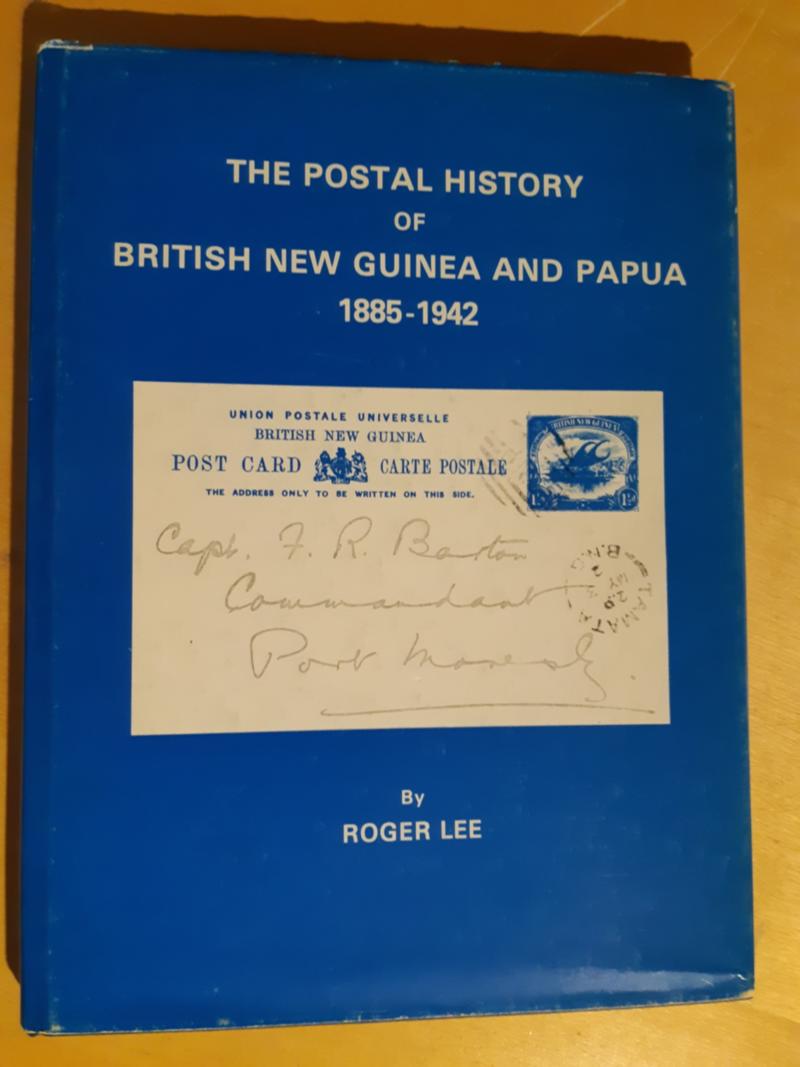 THE POSTAL HISTORY
OF
BRITISH NEW GUINEA AND PAPUA
1885-1942
UNION POSTALE UNIVERSELLE
BRITISH NEW GUINEA
POST CARD CARTE POSTALE
THE ADDRESS ONLY TO BE WRITTEN ON THIS SIDE.
BRITISH NEW GUINEA
Capt. F. R. Barton
Commandant
Port Moresby.
TAMATA
B.N.G
By
ROGER LEE